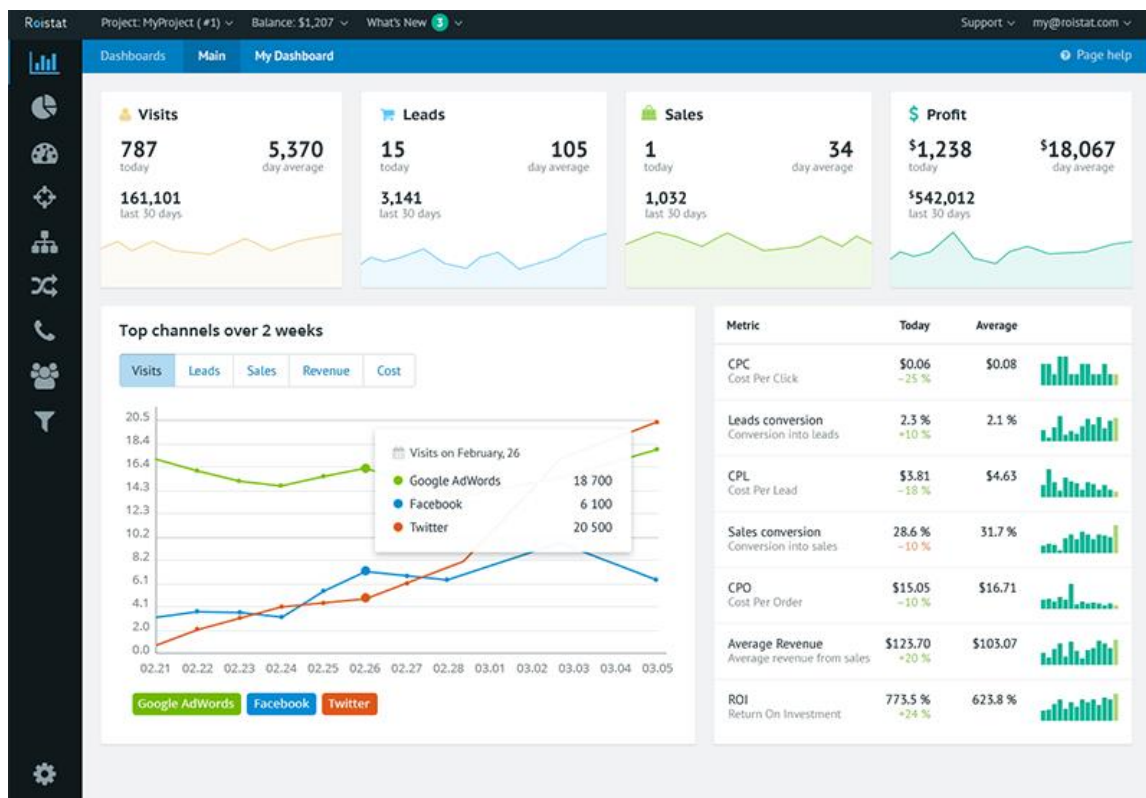 Roistat Project: MyProject (#1) Balance: $1,207 What's New 3 Support my@roistat.com
Dashboards Main My Dashboard Page help
Visits
787 5,370
today day average
161,101
last 30 days
Leads
15 105
today day average
3,141
last 30 days
Sales
1 34
today day average
1,032
last 30 days
$ Profit
$1,238 $18,067
today day average
$542,012
last 30 days
Top channels over 2 weeks
Visits Leads Sales Revenue Cost
20.5
18.4
16.4
14.3
12.3
10.2
8.2
6.1
4,1
2.0
0.0
02.21 02.22 02.23 02.24 02.25 02.26 02.27 02.28 03.01 03.02 03.03 03.04 03.05
Visits on February, 26
Google AdWords 18 700
Facebook 6 100
Twitter 20 500
Google AdWords Facebook Twitter
Metric Today Average
CPC $0.06 $0.08
Cost Per Click −25 %
Leads conversion 2.3 % 2.1 %
Conversion into leads +10 %
CPL $3.81 $4.63
Cost Per Lead −18 %
Sales conversion 28.6 % 31.7 %
Conversion into sales −10 %
CPO $15.05 $16.71
Cost Per Order −10 %
Average Revenue $123.70 $103.07
Average revenue from sales +20 %
ROI 773.5 % 623.8 %
Return On Investment +24 %